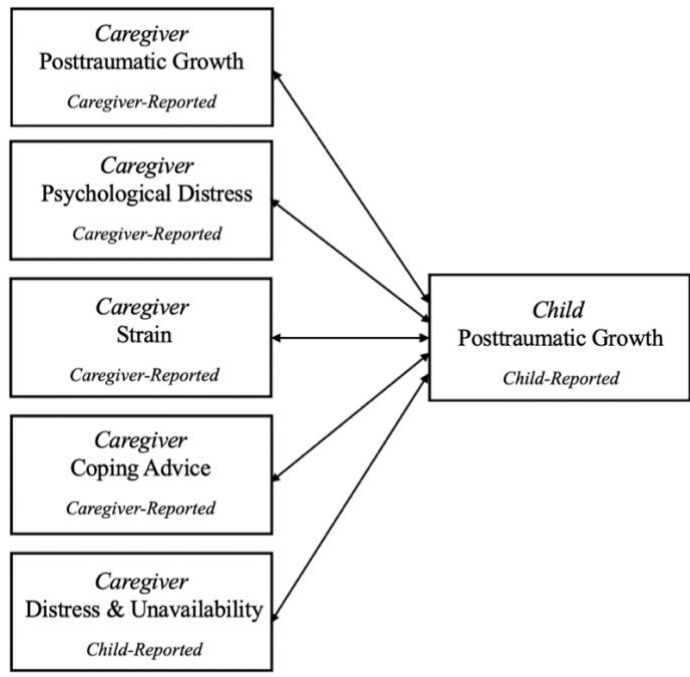 Caregiver
Posttraumatic Growth
Caregiver-Reported
Caregiver
Psychological Distress
Caregiver-Reported
Caregiver
Strain
Caregiver-Reported
Caregiver
Coping Advice
Caregiver-Reported
Caregiver
Distress & Unavailability
Child-Reported
Child
Posttraumatic Growth
Child-Reported